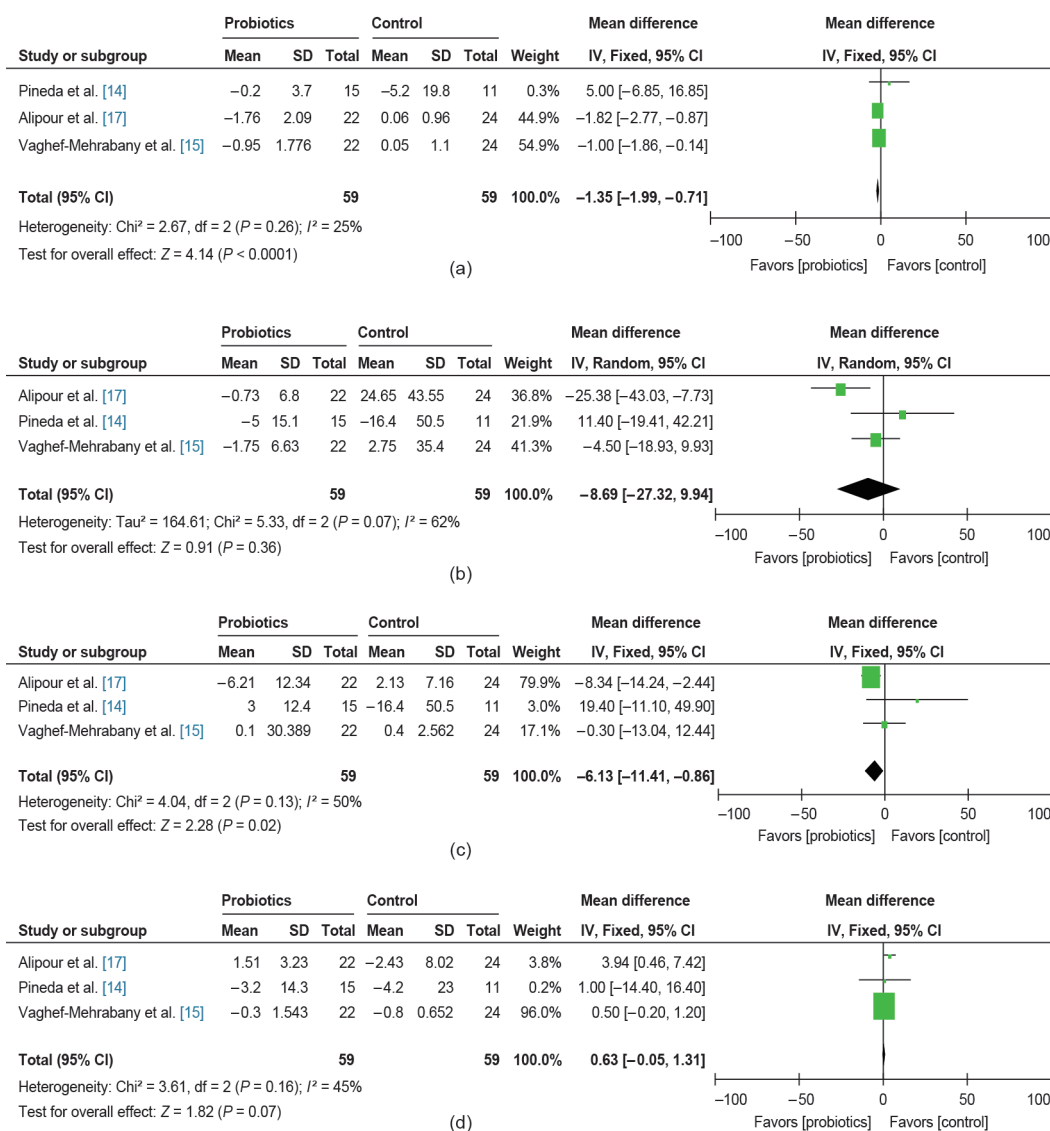 Probiotics Control Mean difference Mean difference
Study or subgroup Mean SD Total Mean SD Total Weight IV, Fixed, 95% CI IV, Fixed, 95% CI
Pineda et al. [14] −0.2 3.7 15 −5.2 19.8 11 0.3% 5.00 [−6.85, 16.85]
Alipour et al. [17] −1.76 2.09 22 0.06 0.96 24 44.9% −1.82 [−2.77, −0.87]
Vaghef-Mehrabany et al. [15] −0.95 1.776 22 0.05 1.1 24 54.9% −1.00 [−1.86, −0.14]
Total (95% CI) 59 59 100.0% −1.35 [−1.99, −0.71]
Heterogeneity: Chi² = 2.67, df = 2 (P = 0.26); I² = 25%
Test for overall effect: Z = 4.14 (P < 0.0001)
−100 −50 0 50 100
Favors [probiotics] Favors [control]
(a)
Probiotics Control Mean difference Mean difference
Study or subgroup Mean SD Total Mean SD Total Weight IV, Random, 95% CI IV, Random, 95% CI
Alipour et al. [17] −0.73 6.8 22 24.65 43.55 24 36.8% −25.38 [−43.03, −7.73]
Pineda et al. [14] −5 15.1 15 −16.4 50.5 11 21.9% 11.40 [−19.41, 42.21]
Vaghef-Mehrabany et al. [15] −1.75 6.63 22 2.75 35.4 24 41.3% −4.50 [−18.93, 9.93]
Total (95% CI) 59 59 100.0% −8.69 [−27.32, 9.94]
Heterogeneity: Tau² = 164.61; Chi² = 5.33, df = 2 (P = 0.07); I² = 62%
Test for overall effect: Z = 0.91 (P = 0.36)
−100 −50 0 50 100
Favors [probiotics] Favors [control]
(b)
Probiotics Control Mean difference Mean difference
Study or subgroup Mean SD Total Mean SD Total Weight IV, Fixed, 95% CI IV, Fixed, 95% CI
Alipour et al. [17] −6.21 12.34 22 2.13 7.16 24 79.9% −8.34 [−14.24, −2.44]
Pineda et al. [14] 3 12.4 15 −16.4 50.5 11 3.0% 19.40 [−11.10, 49.90]
Vaghef-Mehrabany et al. [15] 0.1 30.389 22 0.4 2.562 24 17.1% −0.30 [−13.04, 12.44]
Total (95% CI) 59 59 100.0% −6.13 [−11.41, −0.86]
Heterogeneity: Chi² = 4.04, df = 2 (P = 0.13); I² = 50%
Test for overall effect: Z = 2.28 (P = 0.02)
−100 −50 0 50 100
Favors [probiotics] Favors [control]
(c)
Probiotics Control Mean difference Mean difference
Study or subgroup Mean SD Total Mean SD Total Weight IV, Fixed, 95% CI IV, Fixed, 95% CI
Alipour et al. [17] 1.51 3.23 22 −2.43 8.02 24 3.8% 3.94 [0.46, 7.42]
Pineda et al. [14] −3.2 14.3 15 −4.2 23 11 0.2% 1.00 [−14.40, 16.40]
Vaghef-Mehrabany et al. [15] −0.3 1.543 22 −0.8 0.652 24 96.0% 0.50 [−0.20, 1.20]
Total (95% CI) 59 59 100.0% 0.63 [−0.05, 1.31]
Heterogeneity: Chi² = 3.61, df = 2 (P = 0.16); I² = 45%
Test for overall effect: Z = 1.82 (P = 0.07)
−100 −50 0 50 100
Favors [probiotics] Favors [control]
(d)